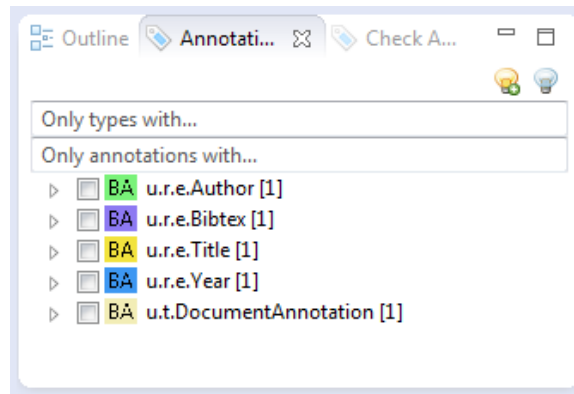 Outline Annotati... Check A...
Only types with...
Only annotations with...
BA u.r.e.Author [1]
BA u.r.e.Bibtex [1]
BA u.r.e.Title [1]
BA u.r.e.Year [1]
BA u.t.DocumentAnnotation [1]